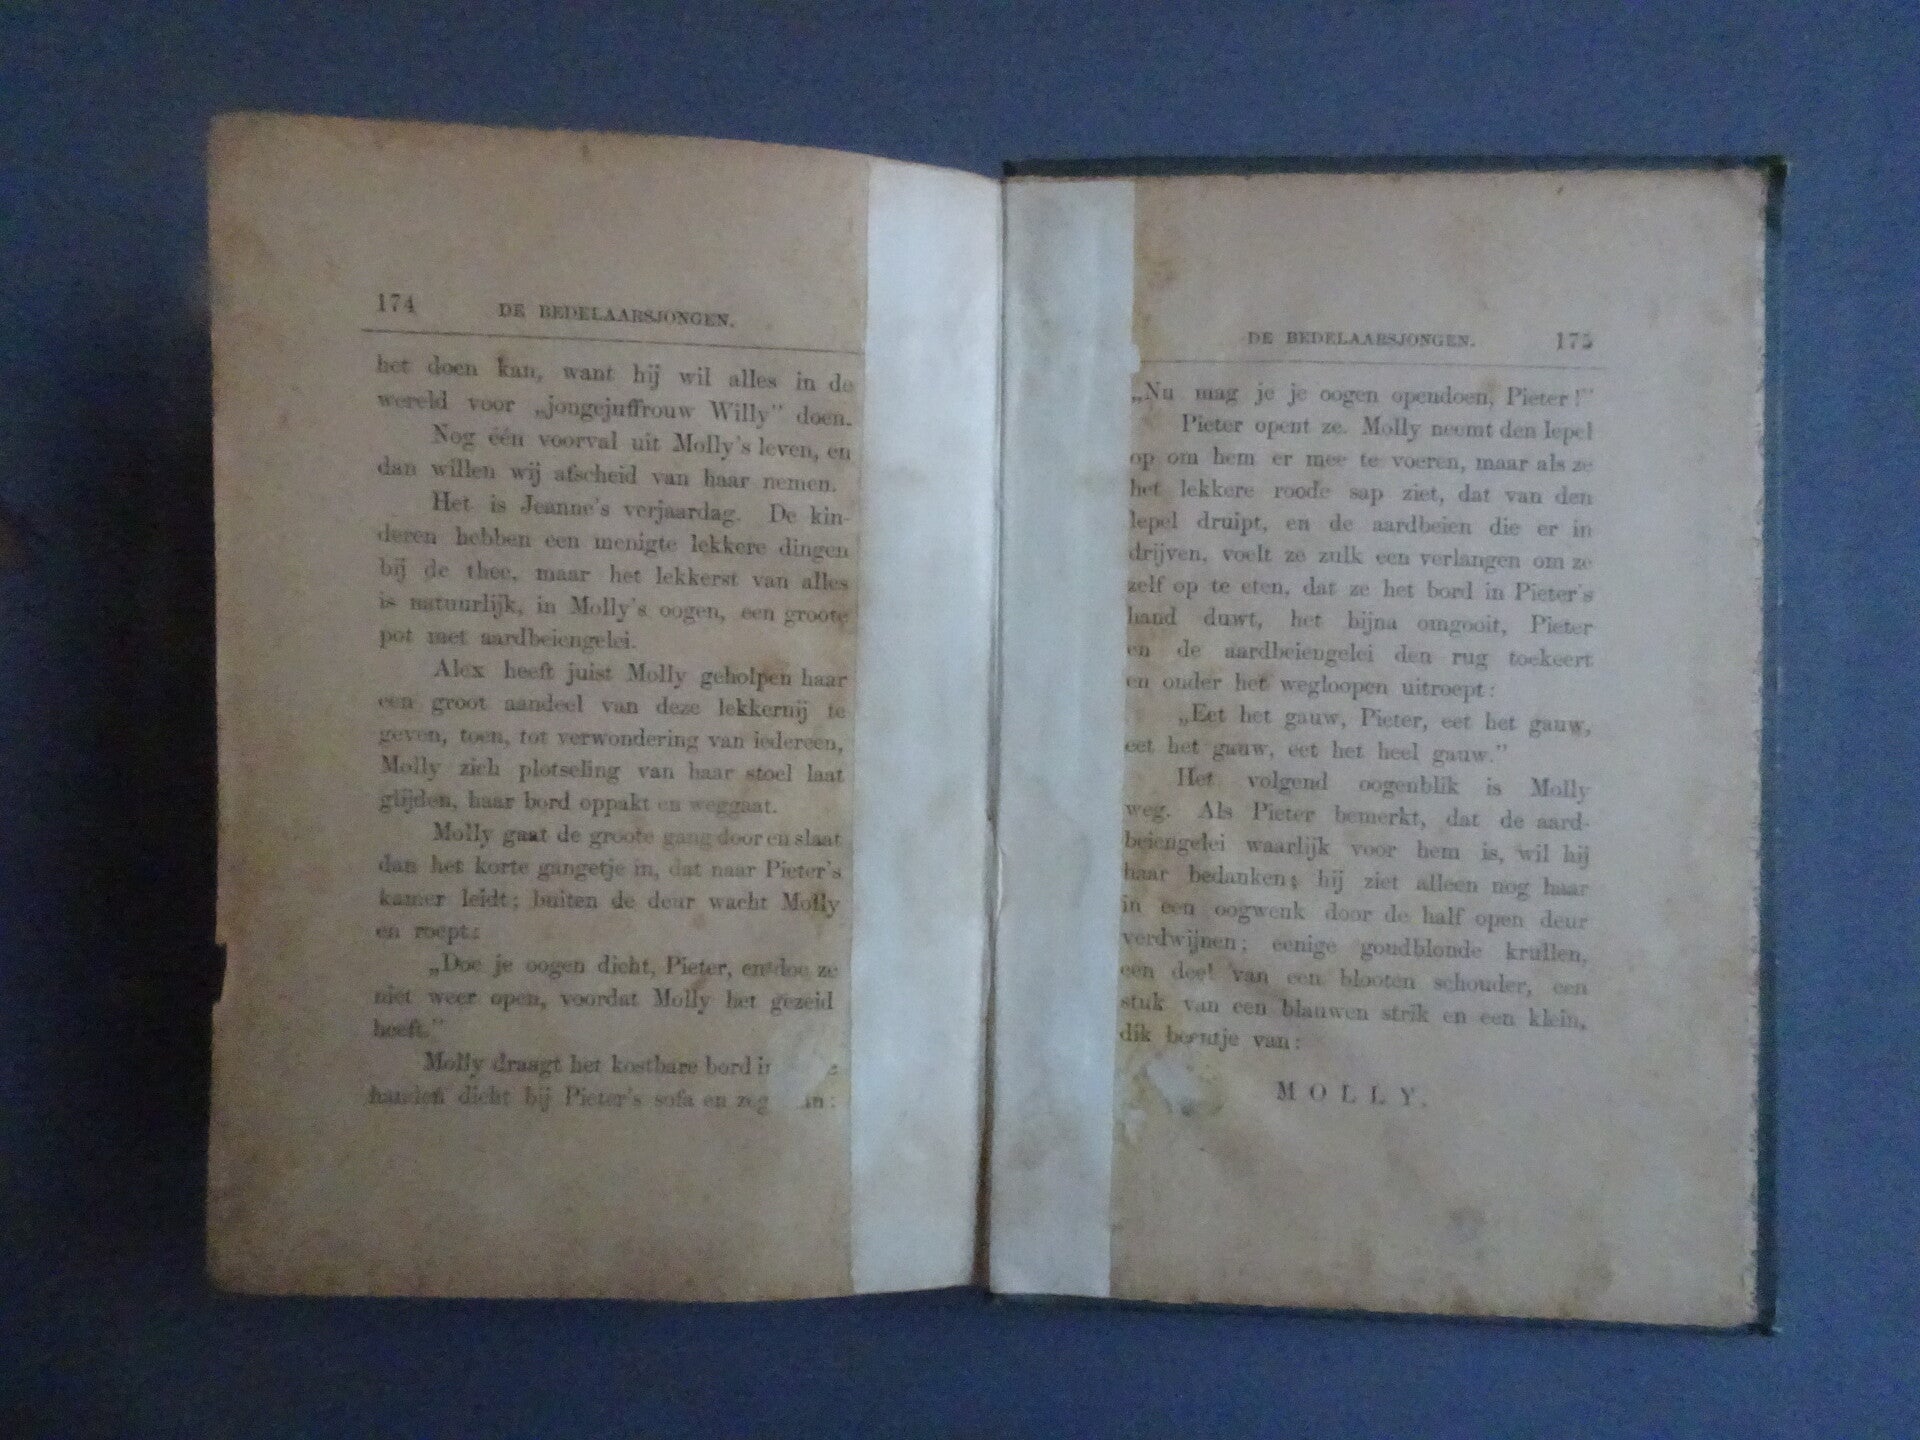 174 DE BEDELAARSJONGEN.
het doen kan, want hij wil alles in de
wereld voor „jongejuffrouw Willy” doen.
Nog één voorval uit Molly's leven, en
dan willen wij afscheid van haar nemen.
Het is Jeanne's verjaardag. De kin-
deren hebben een menigte lekkere dingen
bij de thee, maar het lekkerst van alles
is natuurlijk, in Molly's oogen, een groote
pot met aardbeiengelei.
Alex heeft juist Molly geholpen haar
een groot aandeel van deze lekkernij te
geven, toen, tot verwondering van iedereen,
Molly zich plotseling van haar stoel laat
glijden, haar bord oppakt en weggaat.
Molly gaat de groote gang door en slaat
dan het korte gangetje in, dat naar Pieter's
kamer leidt; buiten de deur wacht Molly
en roept:
„Doe je oogen dicht, Pieter, en doe ze
niet weer open, voordat Molly het gezeid
heeft.”
Molly draagt het kostbare bord
handen dicht bij Pieter's sofa en
DE BEDELAARSJONGEN. 175
„Nu mag je je oogen opendoen, Pieter!”
Pieter opent ze. Molly neemt den lepel
op om hem er mee te voeren, maar als ze
het lekkere roode sap ziet, dat van den
lepel druipt, en de aardbeien die er in
drijven, voelt ze zulk een verlangen om ze
zelf op te eten, dat ze het bord in Pieter's
hand duwt, het bijna omgooit, Pieter
en de aardbeiengelei den rug toekeert
en onder het wegloopen uitroept:
„Eet het gauw, Pieter, eet het gauw,
eet het gauw, eet het heel gauw.”
Het volgend oogenblik is Molly
weg. Als Pieter bemerkt, dat de aard-
beiengelei waarlijk voor hem is, wil hij
haar bedanken; hij ziet alleen nog haar
in een oogwenk door de half open deur
verdwijnen; eenige goudblonde krullen,
een deel van een blooten schouder, een
stuk van een blauwen strik en een klein,
dik beentje van:
MOLLY.